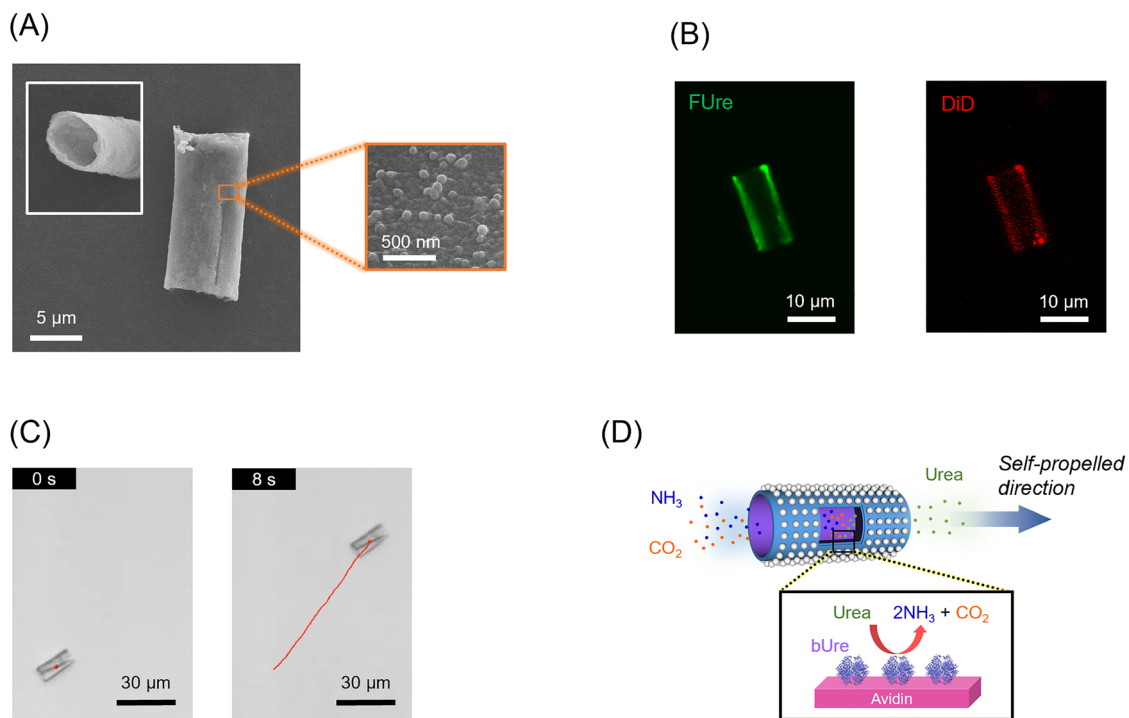 (A)
5 μm
500 nm
(B)
FUre
10 μm
DiD
10 μm
(C)
0 s
30 μm
8 s
30 μm
(D)
NH₃
CO₂
Urea
Self-propelled
direction
Urea 2NH₃ + CO₂
bUre
Avidin